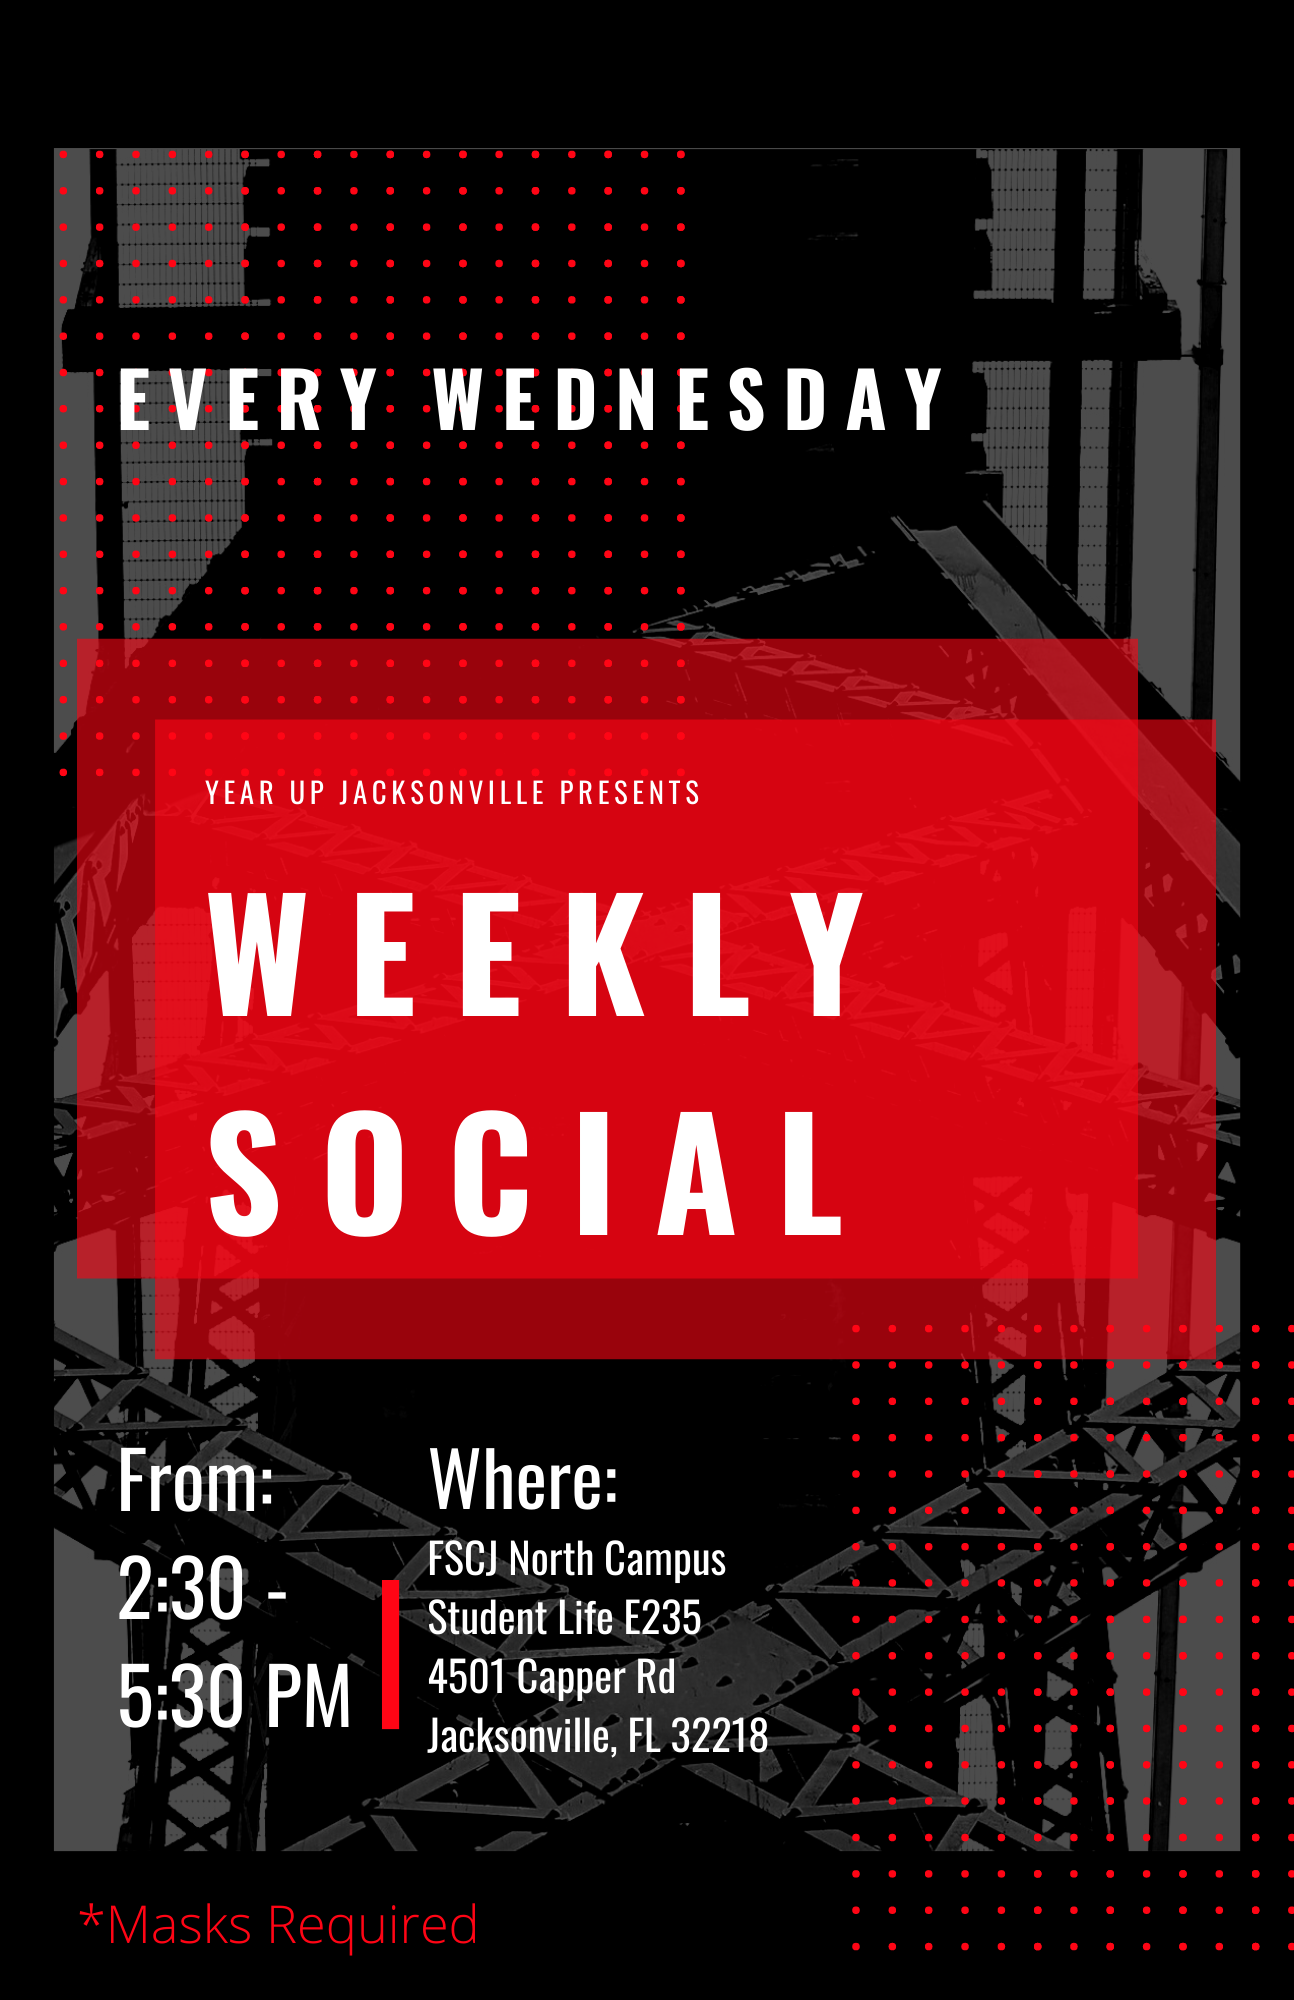 EVERY WEDNESDAY
YEAR UP JACKSONVILLE PRESENTS
WEEKLY
SOCIAL
From:
2:30 -
5:30 PM
Where:
FSCJ North Campus
Student Life E235
4501 Capper Rd
Jacksonville, FL 32218
*Masks Required